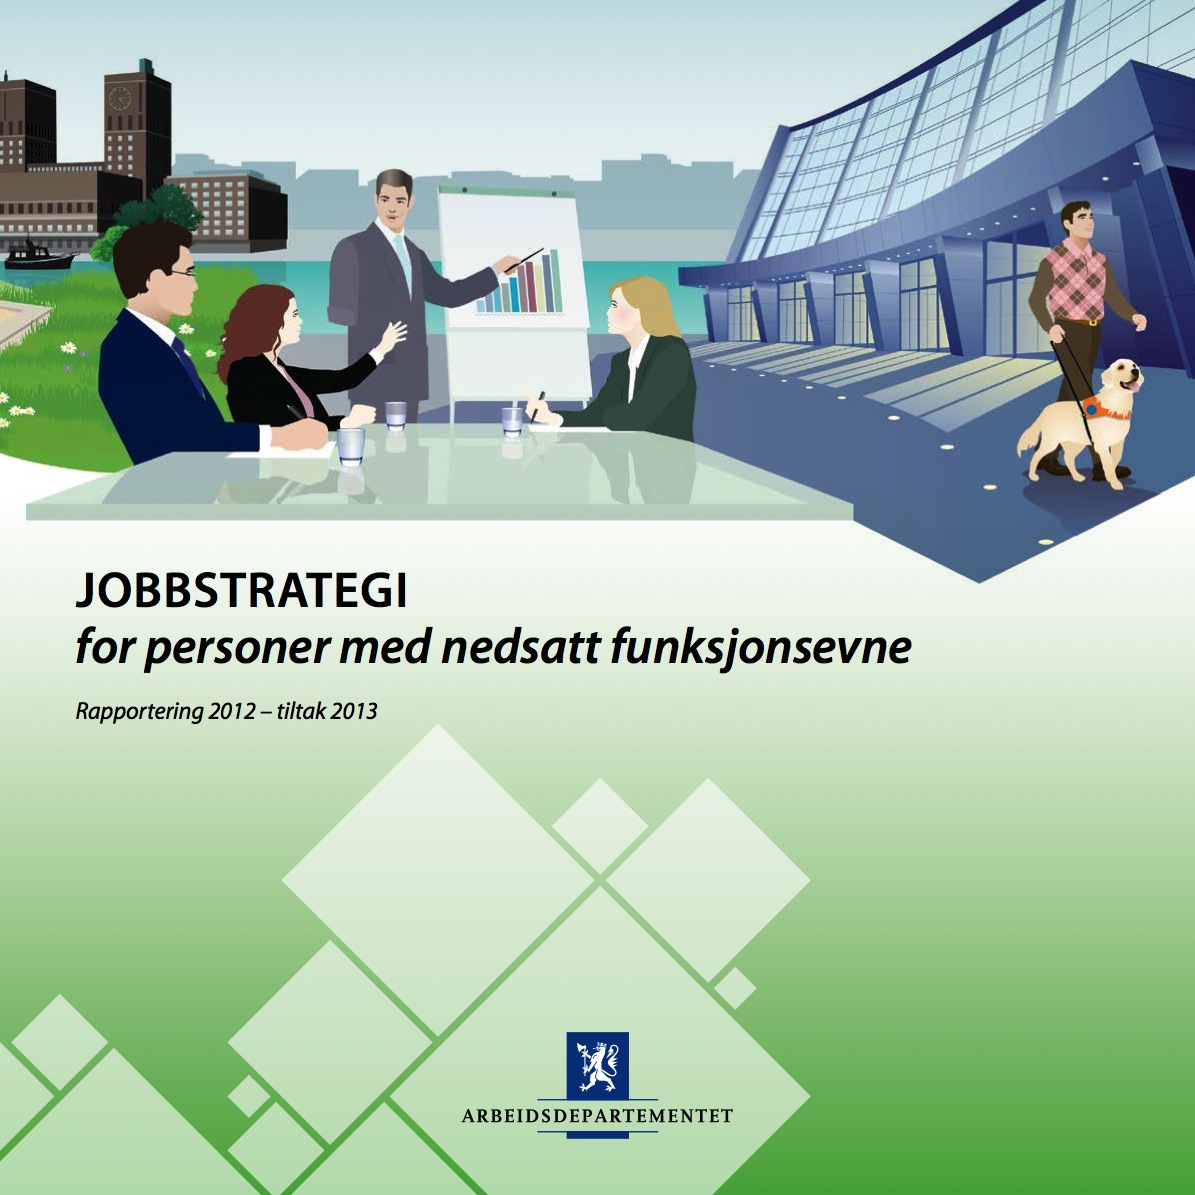 JOBBSTRATEGI
for personer med nedsatt funksjonsevne
Rapportering 2012 – tiltak 2013
ARBEIDSDEPARTEMENTET